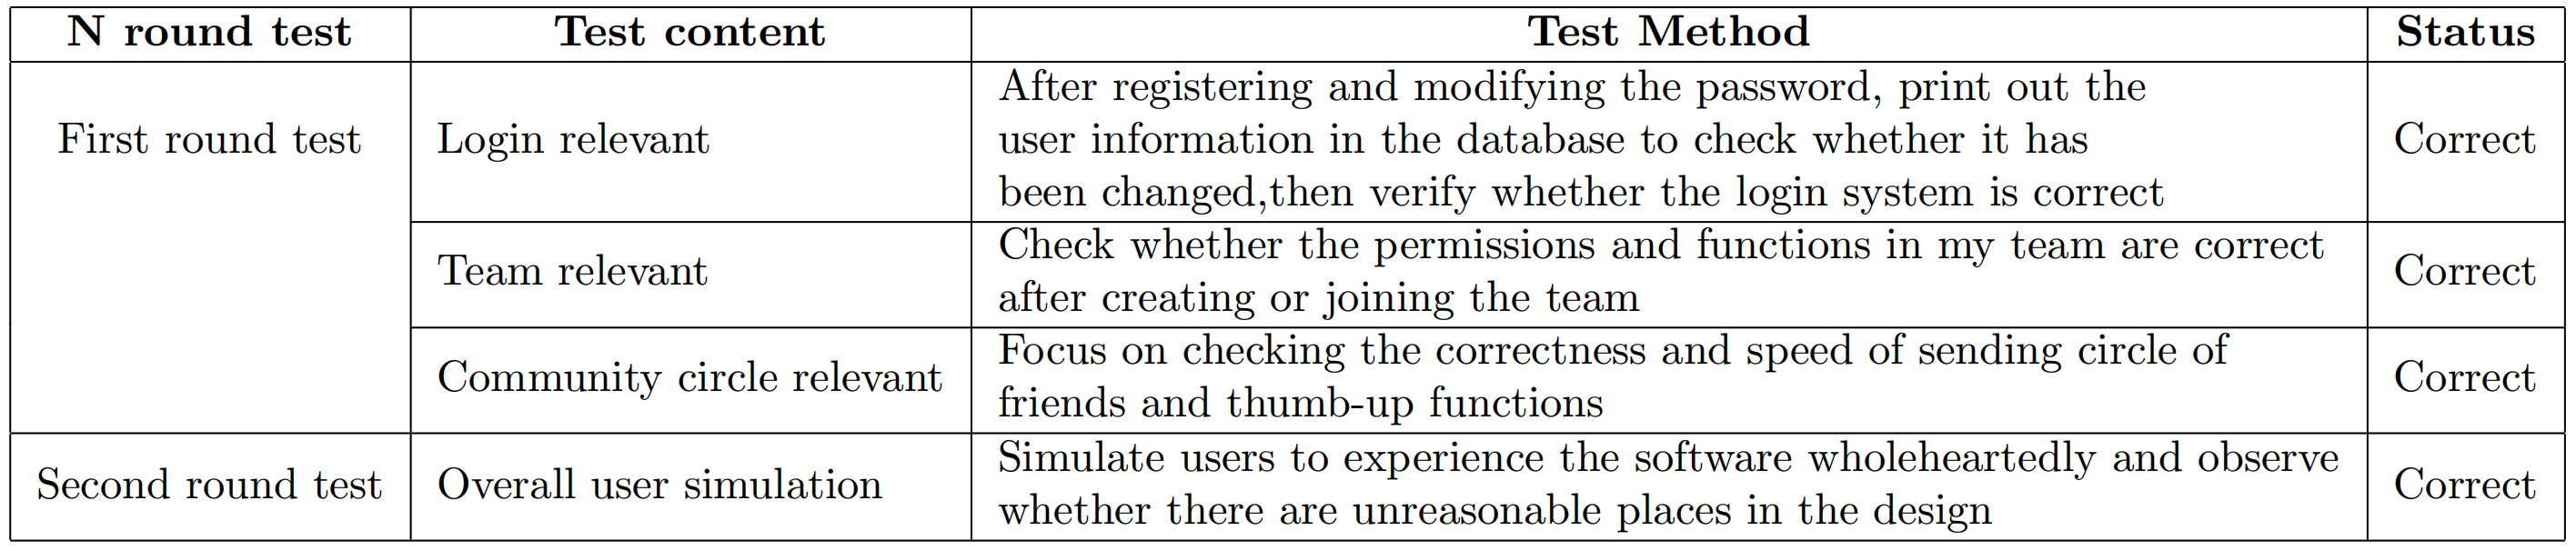 N round test Test content Test Method Status
After registering and modifying the password, print out the
First round test Login relevant user information in the database to check whether it has Correct
been changed,then verify whether the login system is correct
Check whether the permissions and functions in my team are correct
Team relevant Correct
after creating or joining the team
Focus on checking the correctness and speed of sending circle of
Community circle relevant Correct
friends and thumb-up functions
Simulate users to experience the software wholeheartedly and observe
Second round test Overall user simulation Correct
whether there are unreasonable places in the design